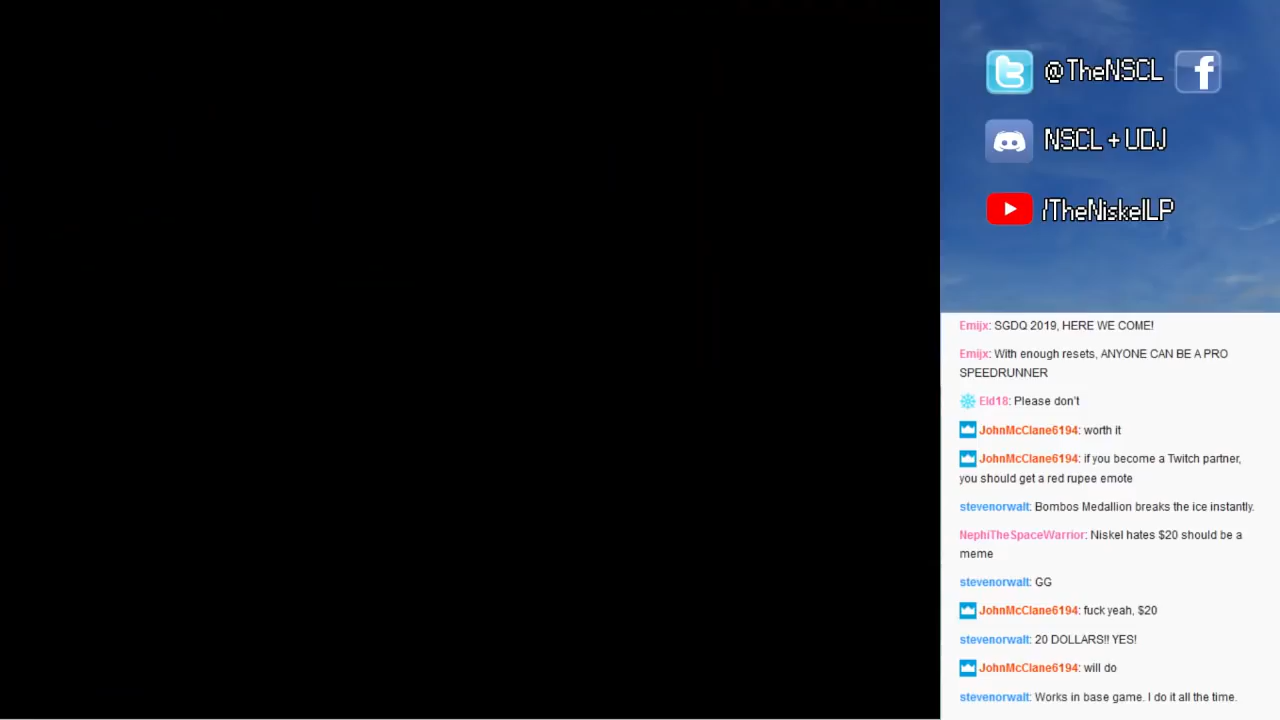 @TheNSCL
NSCL + UDJ
/TheNiskelLP
Emijx: SGDQ 2019, HERE WE COME!
Emijx: With enough resets, ANYONE CAN BE A PRO
SPEEDRUNNER
Eld18: Please don't
JohnMcClane6194: worth it
JohnMcClane6194: if you become a Twitch partner,
you should get a red rupee emote
stevenorwalt: Bombos Medallion breaks the ice instantly.
NephiTheSpaceWarrior: Niskel hates $20 should be a
meme
stevenorwalt: GG
JohnMcClane6194: fuck yeah, $20
stevenorwalt: 20 DOLLARS!! YES!
JohnMcClane6194: will do
stevenorwalt: Works in base game. I do it all the time.